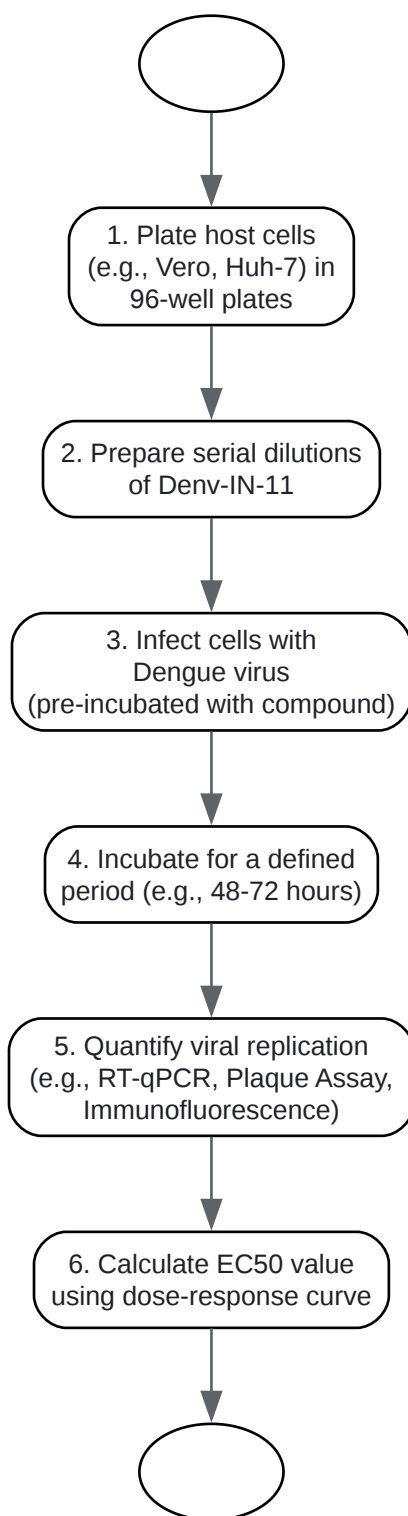 1. Plate host cells
(e.g., Vero, Huh-7) in
96-well plates
2. Prepare serial dilutions
of Denv-IN-11
3. Infect cells with
Dengue virus
(pre-incubated with compound)
4. Incubate for a defined
period (e.g., 48-72 hours)
5. Quantify viral replication
(e.g., RT-qPCR, Plaque Assay,
Immunofluorescence)
6. Calculate EC50 value
using dose-response curve